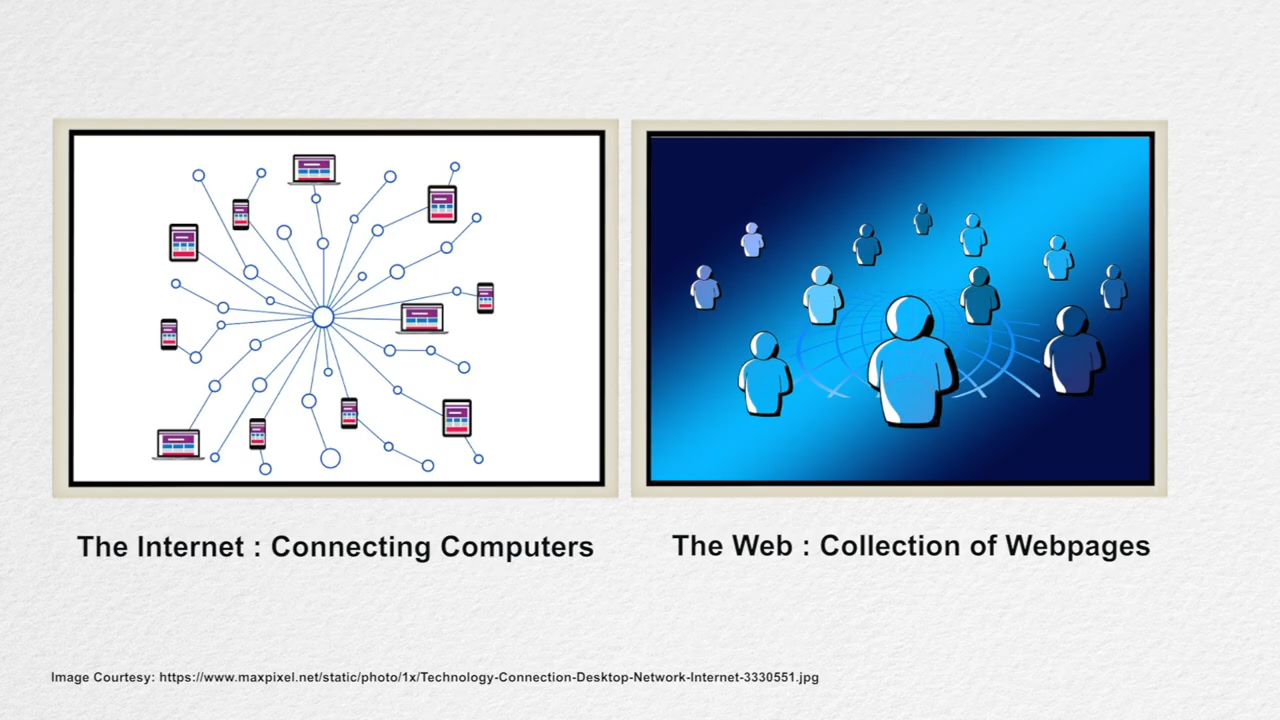 The Internet : Connecting Computers
The Web : Collection of Webpages
Image Courtesy: https://www.maxpixel.net/static/photo/1x/Technology-Connection-Desktop-Network-Internet-3330551.jpg